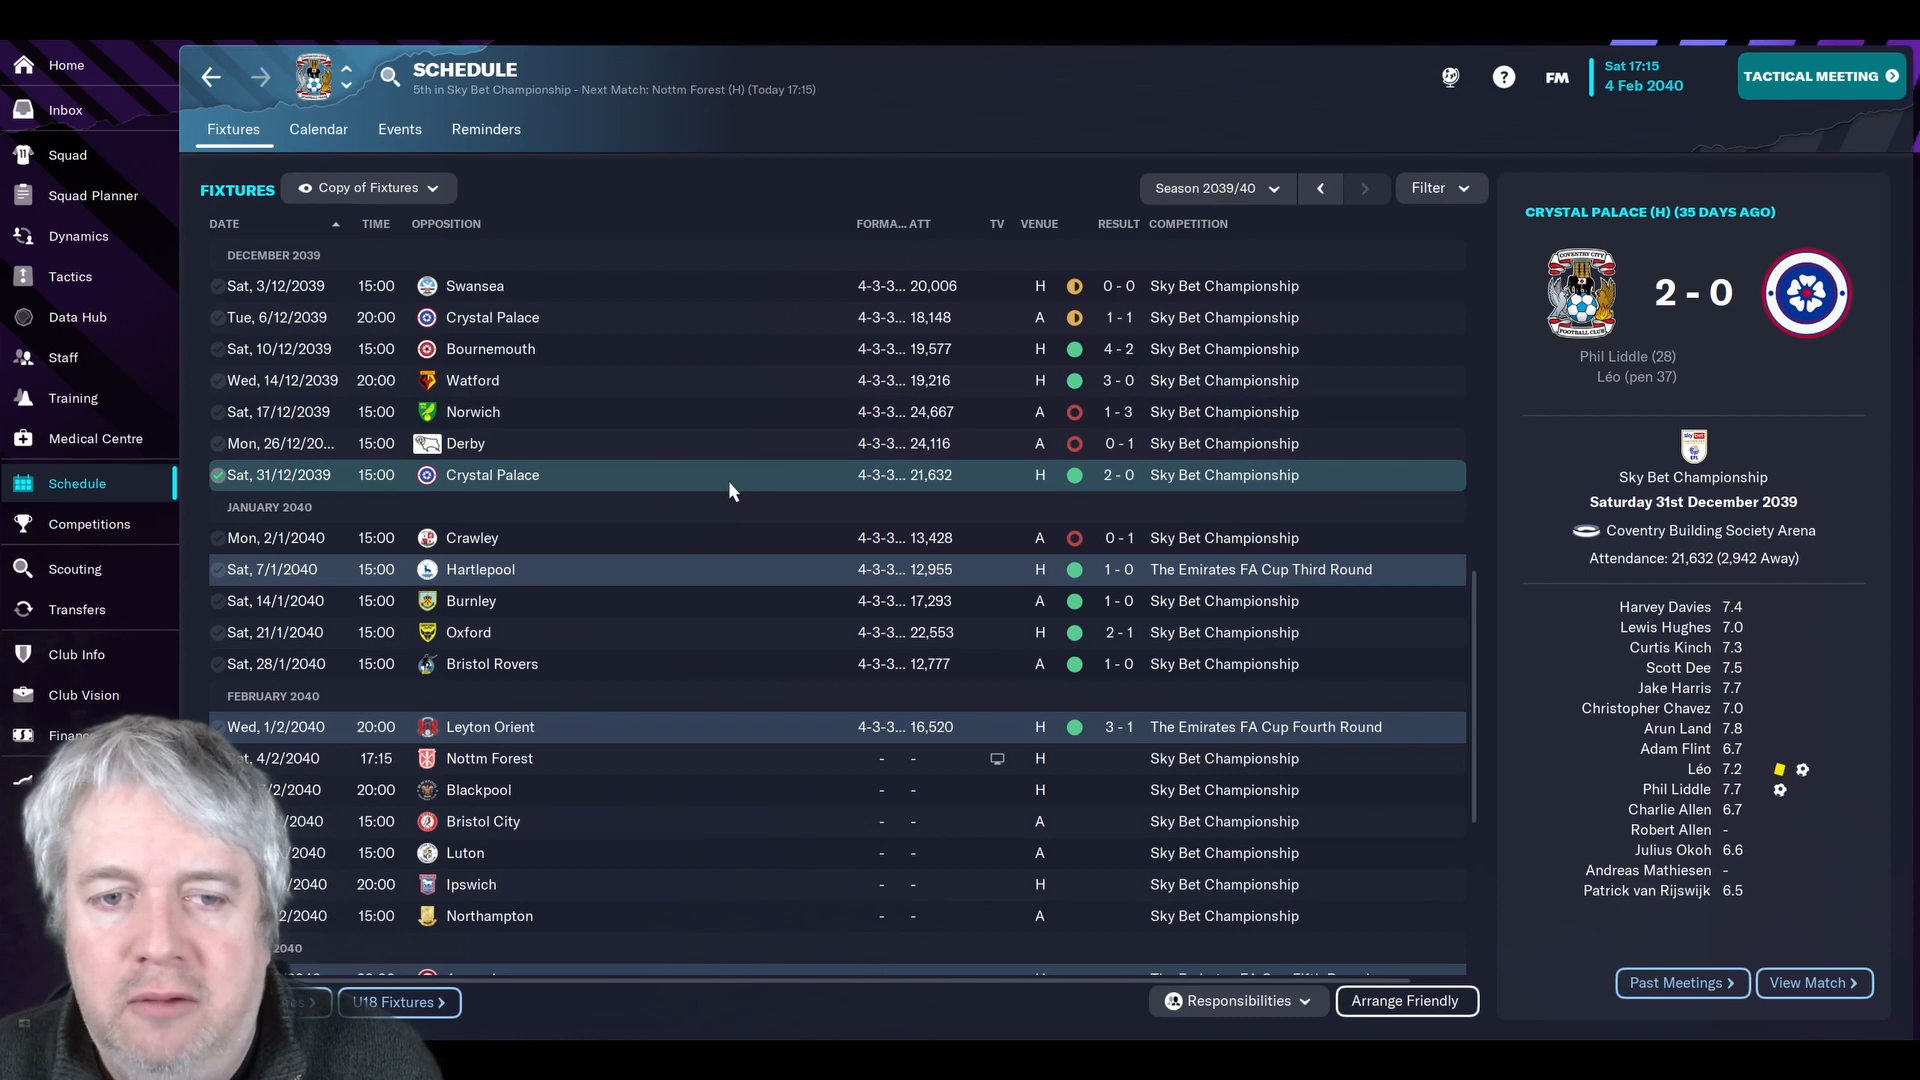 Home
Inbox
Squad
Squad Planner
Dynamics
Tactics
Data Hub
Staff
Training
Medical Centre
Schedule
Competitions
Scouting
Transfers
Club Info
Club Vision
SCHEDULE
5th in Sky Bet Championship - Next Match: Nottm Forest (H) (Today 17:15)
FM
Sat 17:15
4 Feb 2040
TACTICAL MEETING
Fixtures Calendar Events Reminders
FIXTURES Copy of Fixtures Season 2039/40 Filter
DATE TIME OPPOSITION FORMA... ATT TV VENUE RESULT COMPETITION
DECEMBER 2039
Sat, 3/12/2039 15:00 Swansea 4-3-3... 20,006 H 0 - 0 Sky Bet Championship
Tue, 6/12/2039 20:00 Crystal Palace 4-3-3... 18,148 A 1 - 1 Sky Bet Championship
Sat, 10/12/2039 15:00 Bournemouth 4-3-3... 19,577 H 4 - 2 Sky Bet Championship
Wed, 14/12/2039 20:00 Watford 4-3-3... 19,216 H 3 - 0 Sky Bet Championship
Sat, 17/12/2039 15:00 Norwich 4-3-3... 24,667 A 1 - 3 Sky Bet Championship
Mon, 26/12/20... 15:00 Derby 4-3-3... 24,116 A 0 - 1 Sky Bet Championship
Sat, 31/12/2039 15:00 Crystal Palace 4-3-3... 21,632 H 2 - 0 Sky Bet Championship
JANUARY 2040
Mon, 2/1/2040 15:00 Crawley 4-3-3... 13,428 A 0 - 1 Sky Bet Championship
Sat, 7/1/2040 15:00 Hartlepool 4-3-3... 12,955 H 1 - 0 The Emirates FA Cup Third Round
Sat, 14/1/2040 15:00 Burnley 4-3-3... 17,293 A 1 - 0 Sky Bet Championship
Sat, 21/1/2040 15:00 Oxford 4-3-3... 22,553 H 2 - 1 Sky Bet Championship
Sat, 28/1/2040 15:00 Bristol Rovers 4-3-3... 12,777 A 1 - 0 Sky Bet Championship
FEBRUARY 2040
Wed, 1/2/2040 20:00 Leyton Orient 4-3-3... 16,520 H 3 - 1 The Emirates FA Cup Fourth Round
4/2/2040 17:15 Nottm Forest - - H Sky Bet Championship
/2/2040 20:00 Blackpool - - H Sky Bet Championship
/2040 15:00 Bristol City - - A Sky Bet Championship
/2040 15:00 Luton - - A Sky Bet Championship
/2040 20:00 Ipswich - - H Sky Bet Championship
2/2040 15:00 Northampton - - A Sky Bet Championship
2040
U18 Fixtures
Responsibilities Arrange Friendly
CRYSTAL PALACE (H) (35 DAYS AGO)
COVENTRY CITY
FOOTBALL CLUB
2 - 0
Phil Liddle (28)
Léo (pen 37)
sky bet
EFL
Sky Bet Championship
Saturday 31st December 2039
Coventry Building Society Arena
Attendance: 21,632 (2,942 Away)
Harvey Davies 7.4
Lewis Hughes 7.0
Curtis Kinch 7.3
Scott Dee 7.5
Jake Harris 7.7
Christopher Chavez 7.0
Arun Land 7.8
Adam Flint 6.7
Léo 7.2
Phil Liddle 7.7
Charlie Allen 6.7
Robert Allen -
Julius Okoh 6.6
Andreas Mathiesen -
Patrick van Rijswijk 6.5
Past Meetings View Match